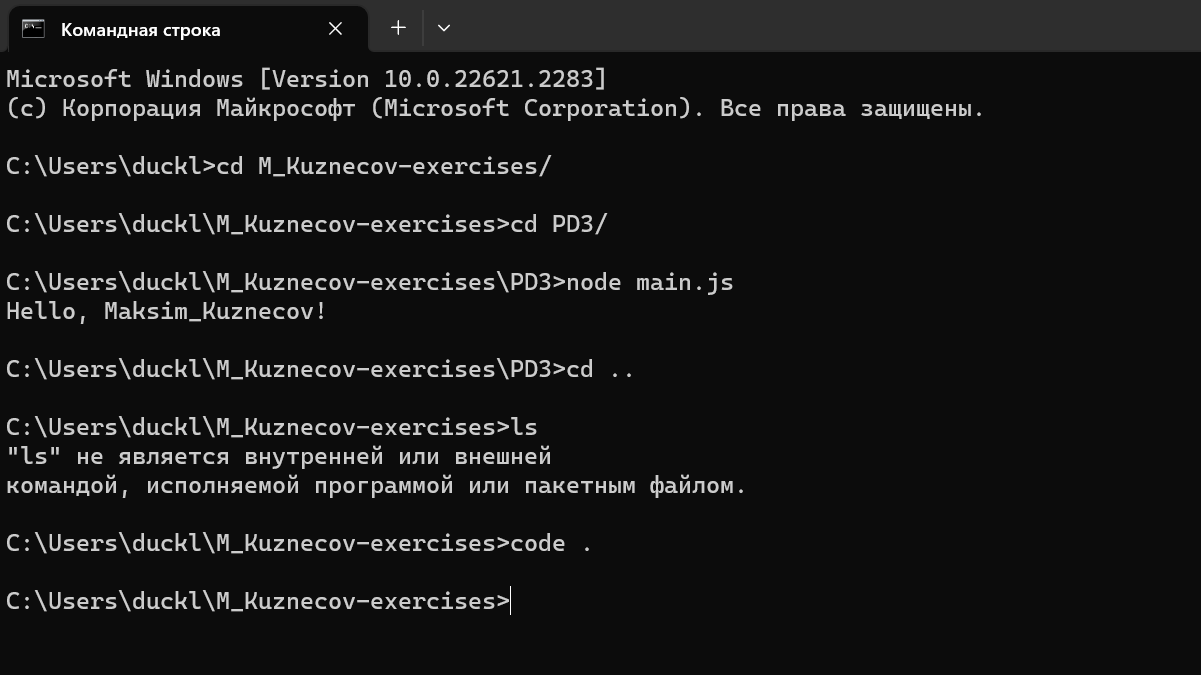 Командная строка
Microsoft Windows [Version 10.0.22621.2283]
(c) Корпорация Майкрософт (Microsoft Corporation). Все права защищены.
C:\Users\duckl>cd M_Kuznecov-exercises/
C:\Users\duckl\M_Kuznecov-exercises>cd PD3/
C:\Users\duckl\M_Kuznecov-exercises\PD3>node main.js
Hello, Maksim_Kuznecov!
C:\Users\duckl\M_Kuznecov-exercises\PD3>cd ..
C:\Users\duckl\M_Kuznecov-exercises>ls
"ls" не является внутренней или внешней
командой, исполняемой программой или пакетным файлом.
C:\Users\duckl\M_Kuznecov-exercises>code .
C:\Users\duckl\M_Kuznecov-exercises>